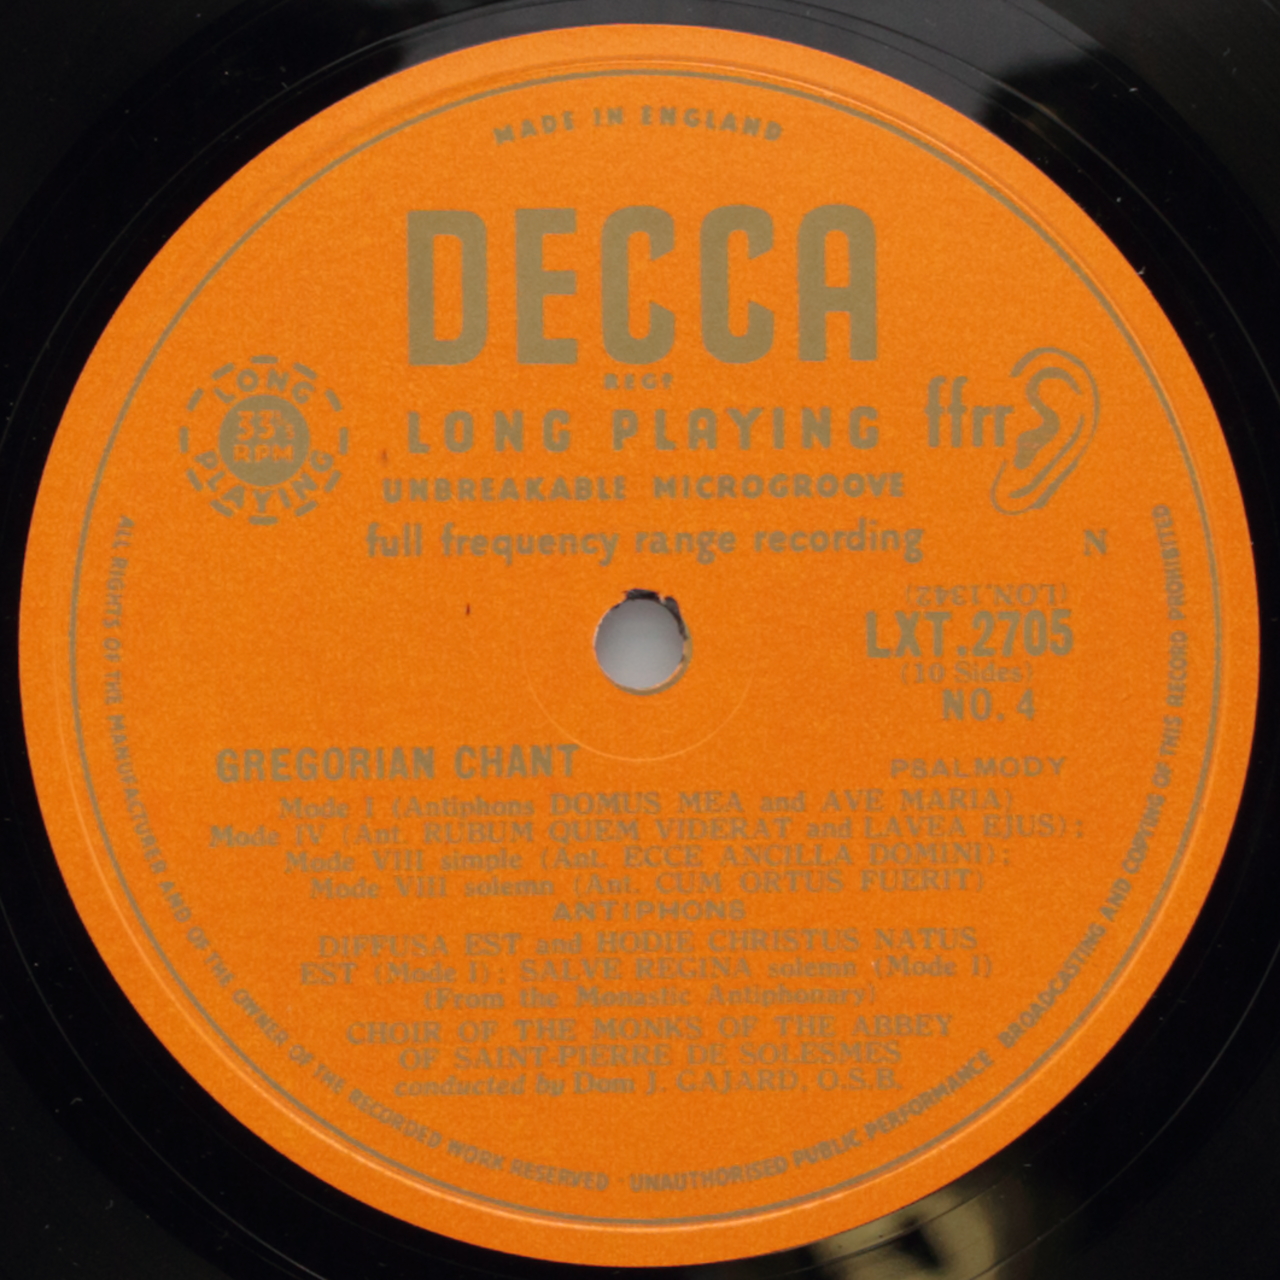 MADE IN ENGLAND
DECCA
REGD
LONG PLAYING
33⅓
RPM
LONG PLAYING
ffrr
UNBREAKABLE MICROGROOVE
full frequency range recording
N
(LON.1342)
LXT.2705
(10 Sides)
NO. 4
GREGORIAN CHANT
PSALMODY
Mode I (Antiphons DOMUS MEA and AVE MARIA)
Mode IV (Ant. RUBUM QUEM VIDERAT and LAVEA EJUS);
Mode VIII simple (Ant. ECCE ANCILLA DOMINI);
Mode VIII solemn (Ant. CUM ORTUS FUERIT)
ANTIPHONS
DIFFUSA EST and HODIE CHRISTUS NATUS
EST (Mode I); SALVE REGINA solemn (Mode I)
(From the Monastic Antiphonary)
CHOIR OF THE MONKS OF THE ABBEY
OF SAINT-PIERRE DE SOLESMES
conducted by Dom J. GAJARD, O.S.B.
ALL RIGHTS OF THE MANUFACTURER AND OF THE OWNER OF THE RECORDED WORK RESERVED · UNAUTHORISED PUBLIC PERFORMANCE BROADCASTING AND COPYING OF THIS RECORD PROHIBITED